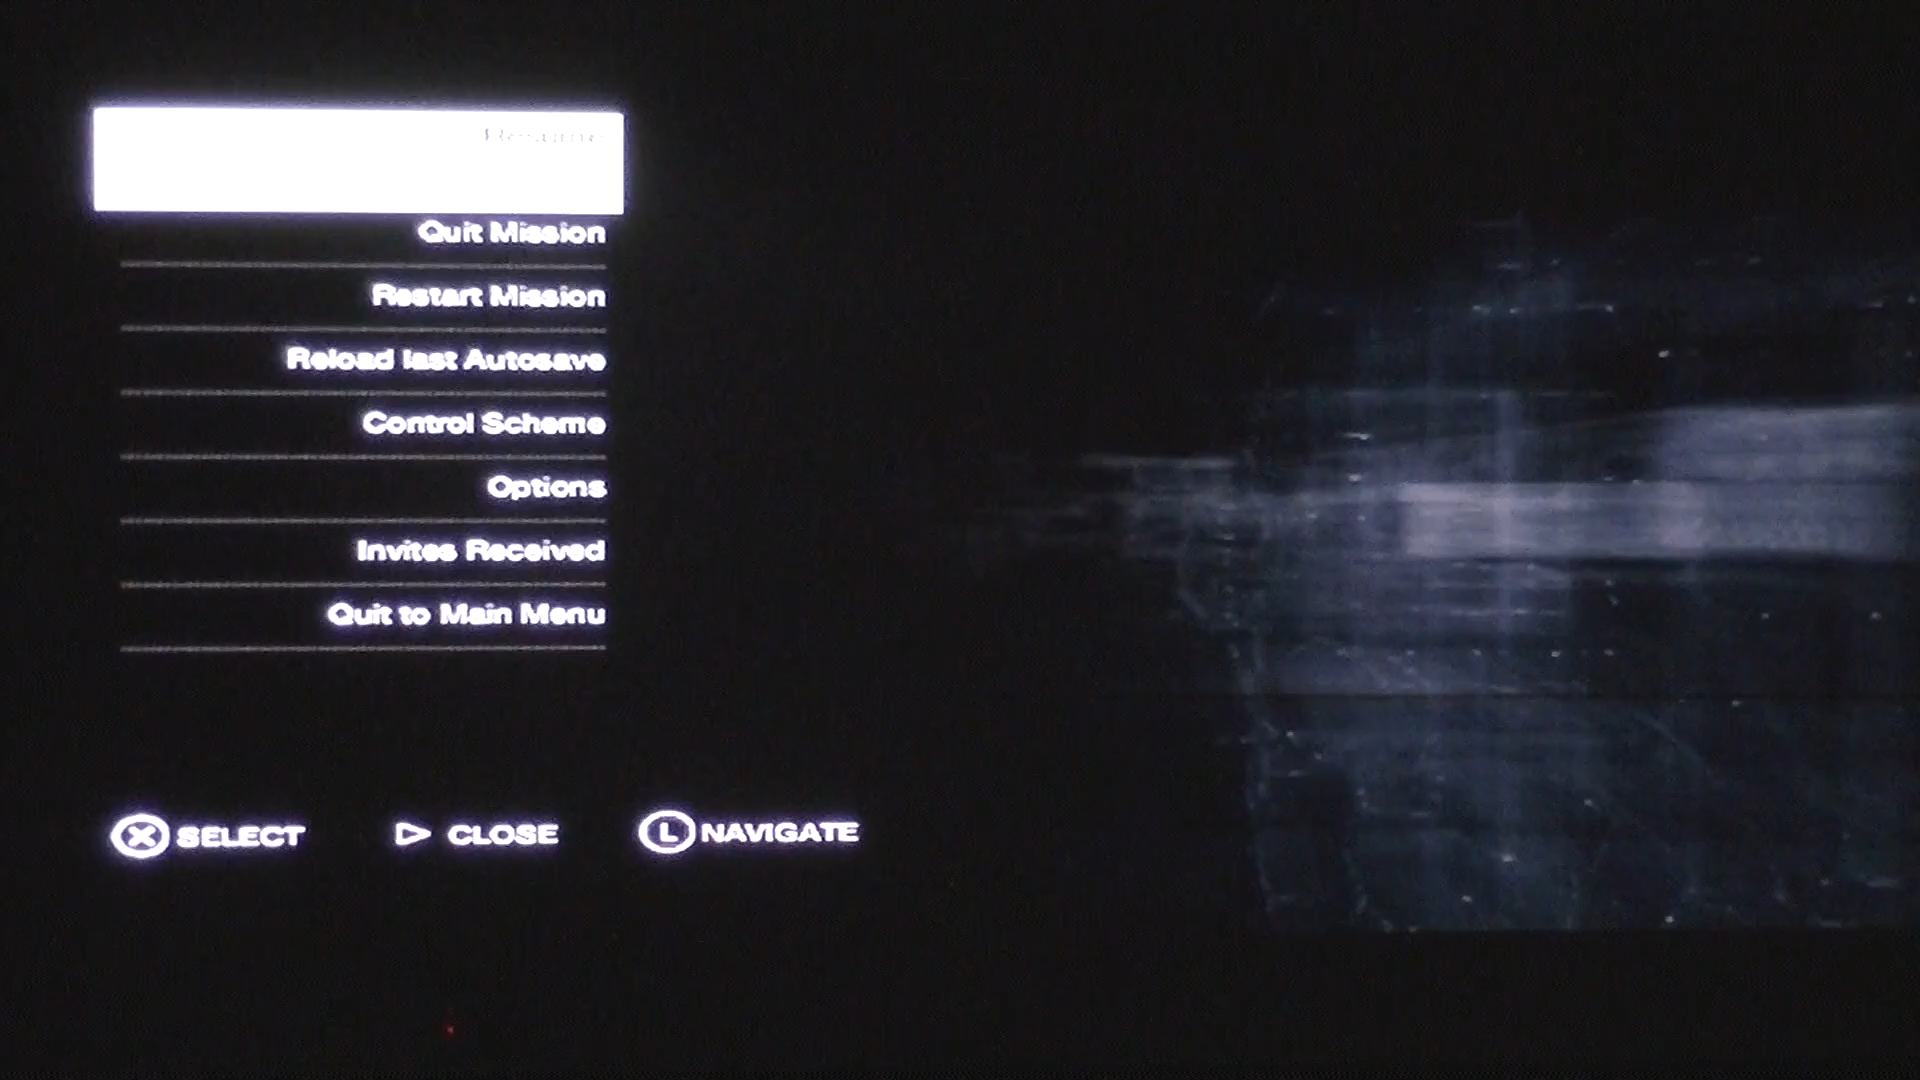 Resume
Quit Mission
Restart Mission
Reload last Autosave
Control Scheme
Options
Invites Received
Quit to Main Menu
X SELECT CLOSE L NAVIGATE